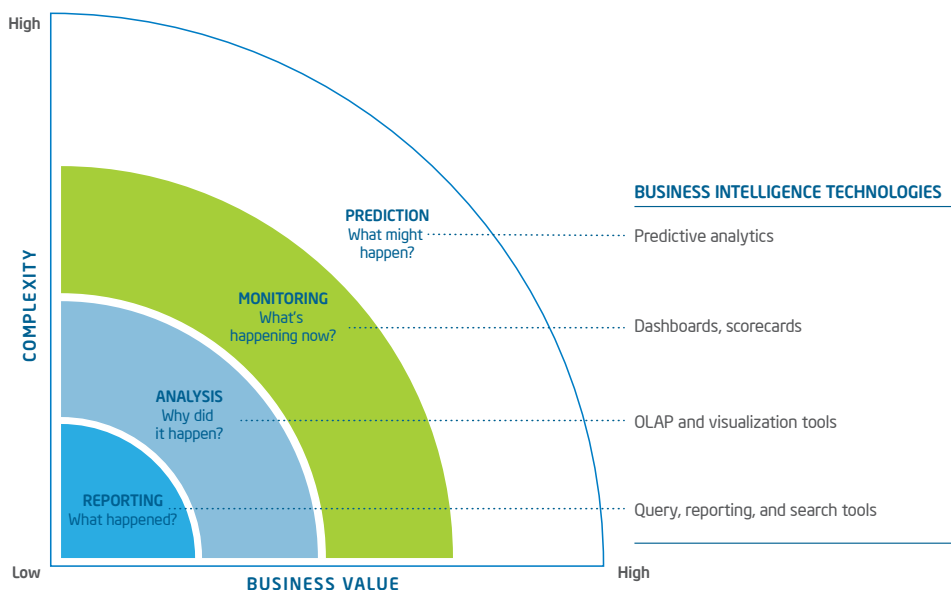 High
COMPLEXITY
PREDICTION
What might
happen?
MONITORING
What's
happening now?
ANALYSIS
Why did
it happen?
REPORTING
What happened?
Low
BUSINESS VALUE
High
BUSINESS INTELLIGENCE TECHNOLOGIES
Predictive analytics
Dashboards, scorecards
OLAP and visualization tools
Query, reporting, and search tools